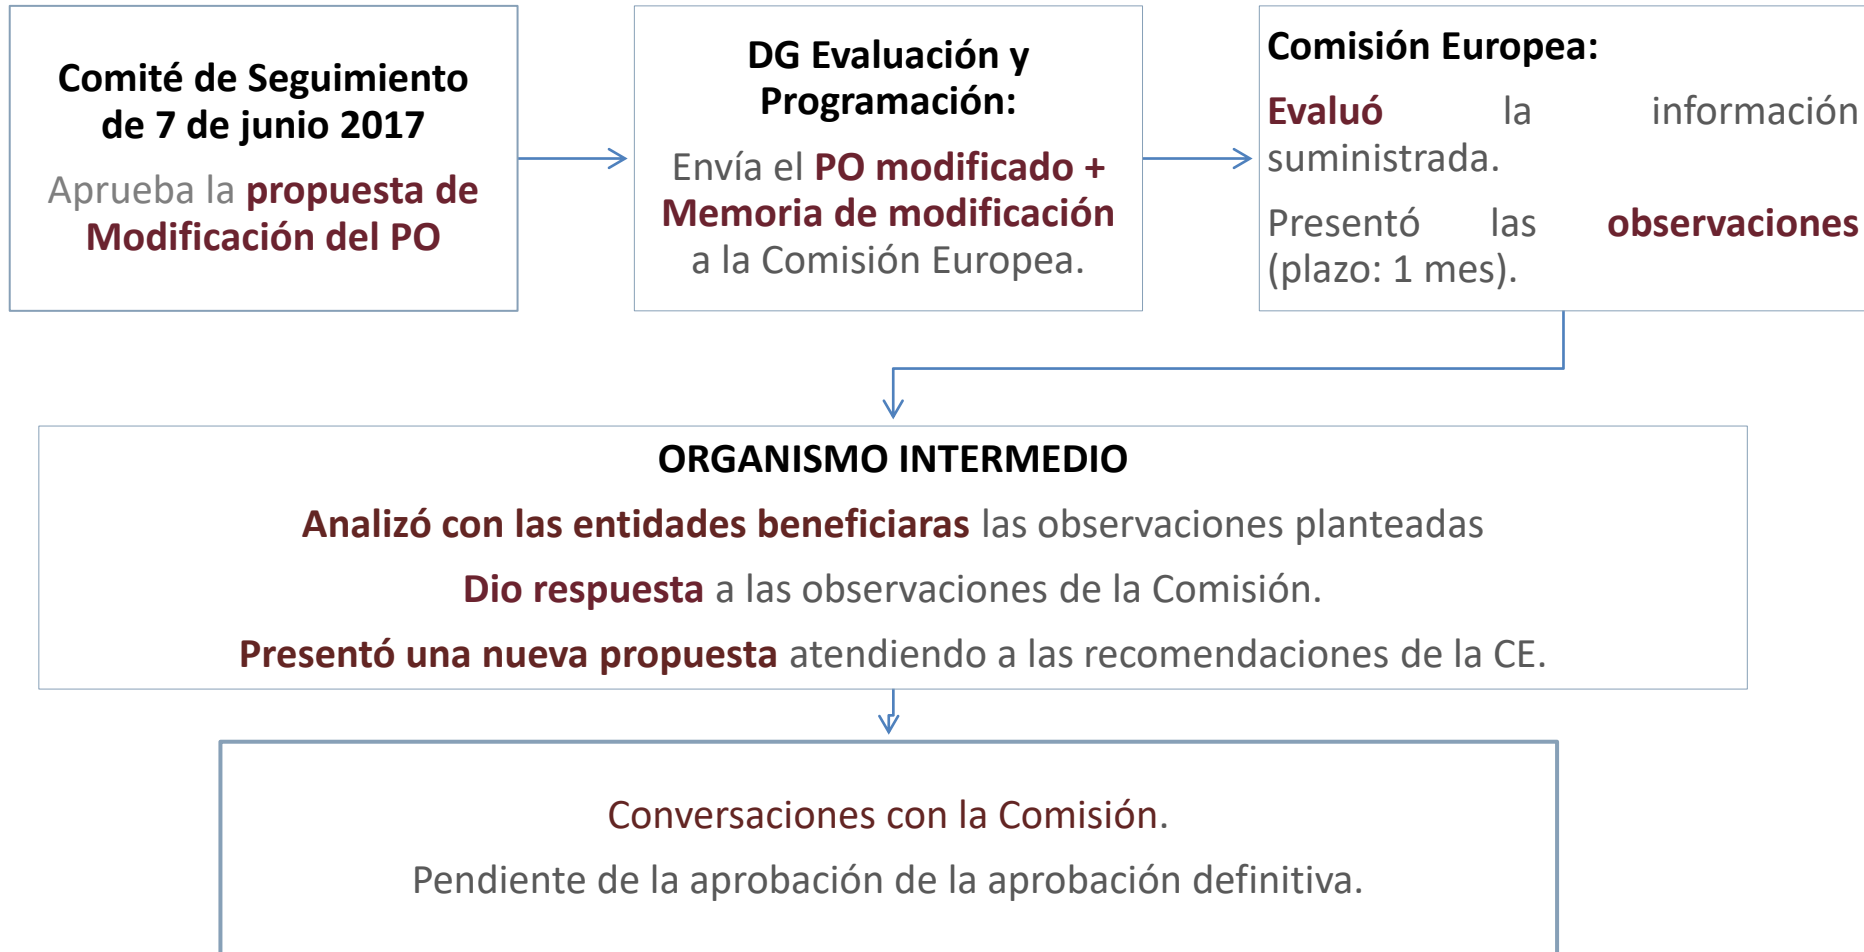 Comité de Seguimiento
de 7 de junio 2017
Aprueba la propuesta de
Modificación del PO
DG Evaluación y
Programación:
Envía el PO modificado +
Memoria de modificación
a la Comisión Europea.
Comisión Europea:
Evaluó la información
suministrada.
Presentó las observaciones
(plazo: 1 mes).
ORGANISMO INTERMEDIO
Analizó con las entidades beneficiaras las observaciones planteadas
Dio respuesta a las observaciones de la Comisión.
Presentó una nueva propuesta atendiendo a las recomendaciones de la CE.
Conversaciones con la Comisión.
Pendiente de la aprobación de la aprobación definitiva.